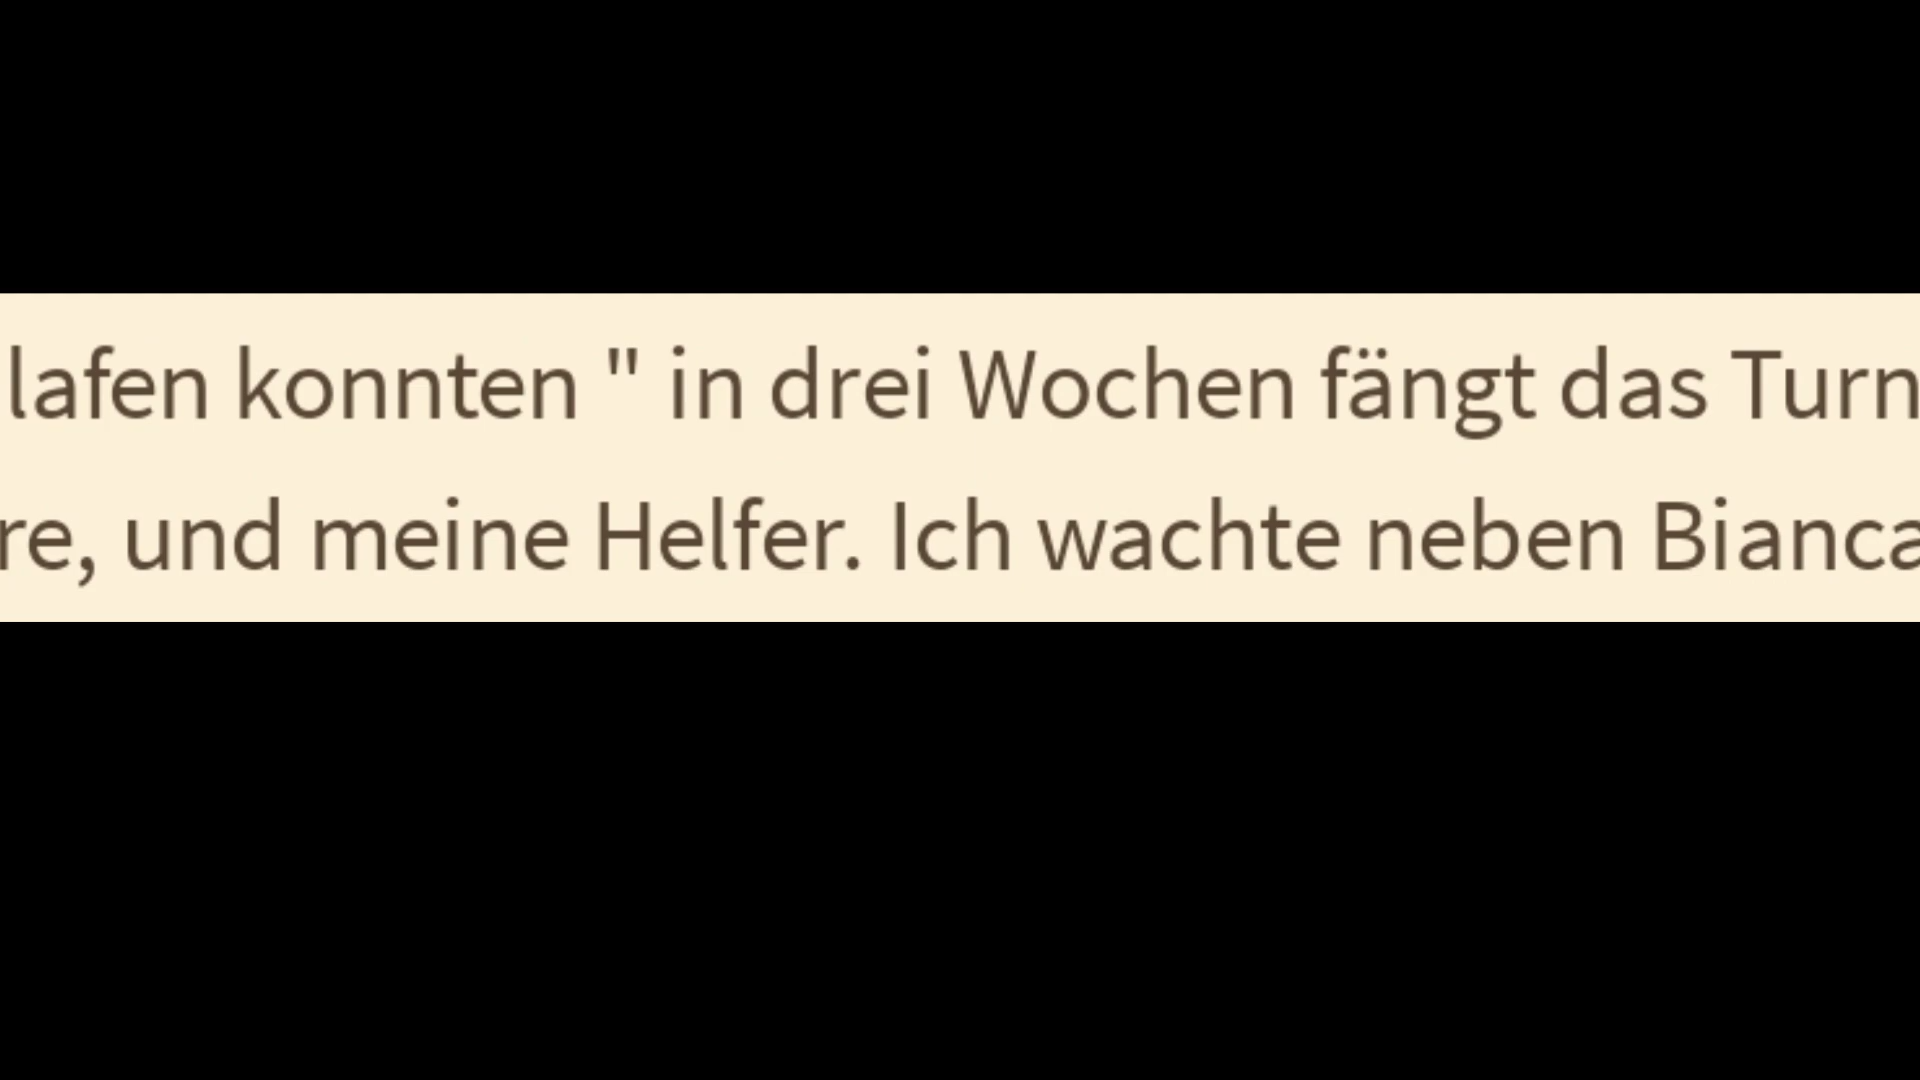 lafen konnten " in drei Wochen fängt das Turn
re, und meine Helfer. Ich wachte neben Bianca